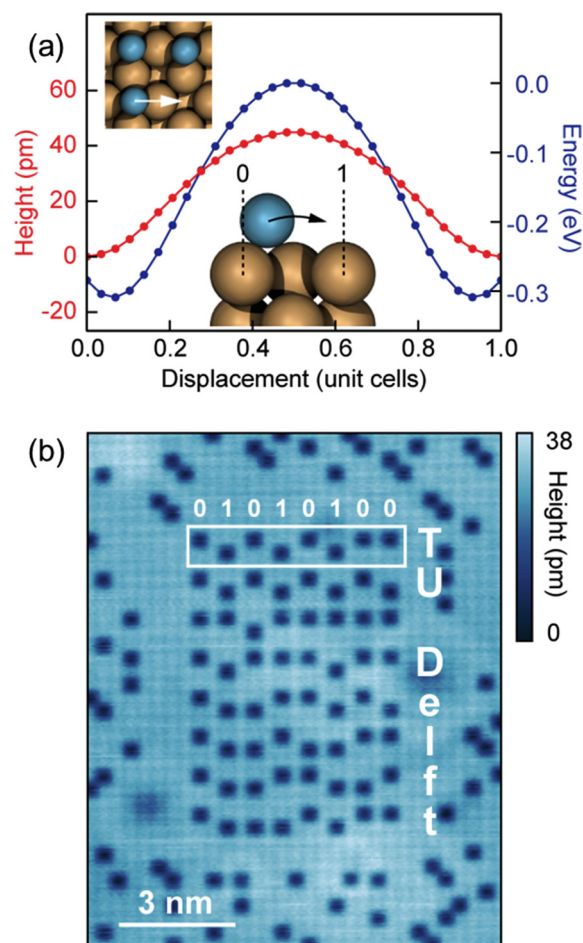 (a)
60
40
20
0
-20
Height (pm)
0.0
-0.1
-0.2
-0.3
Energy (eV)
0
1
0.0
0.2
0.4
0.6
0.8
1.0
Displacement (unit cells)
(b)
0 1 0 1 0 1 0 0
T
U
D
e
l
f
t
3 nm
38
Height (pm)
0